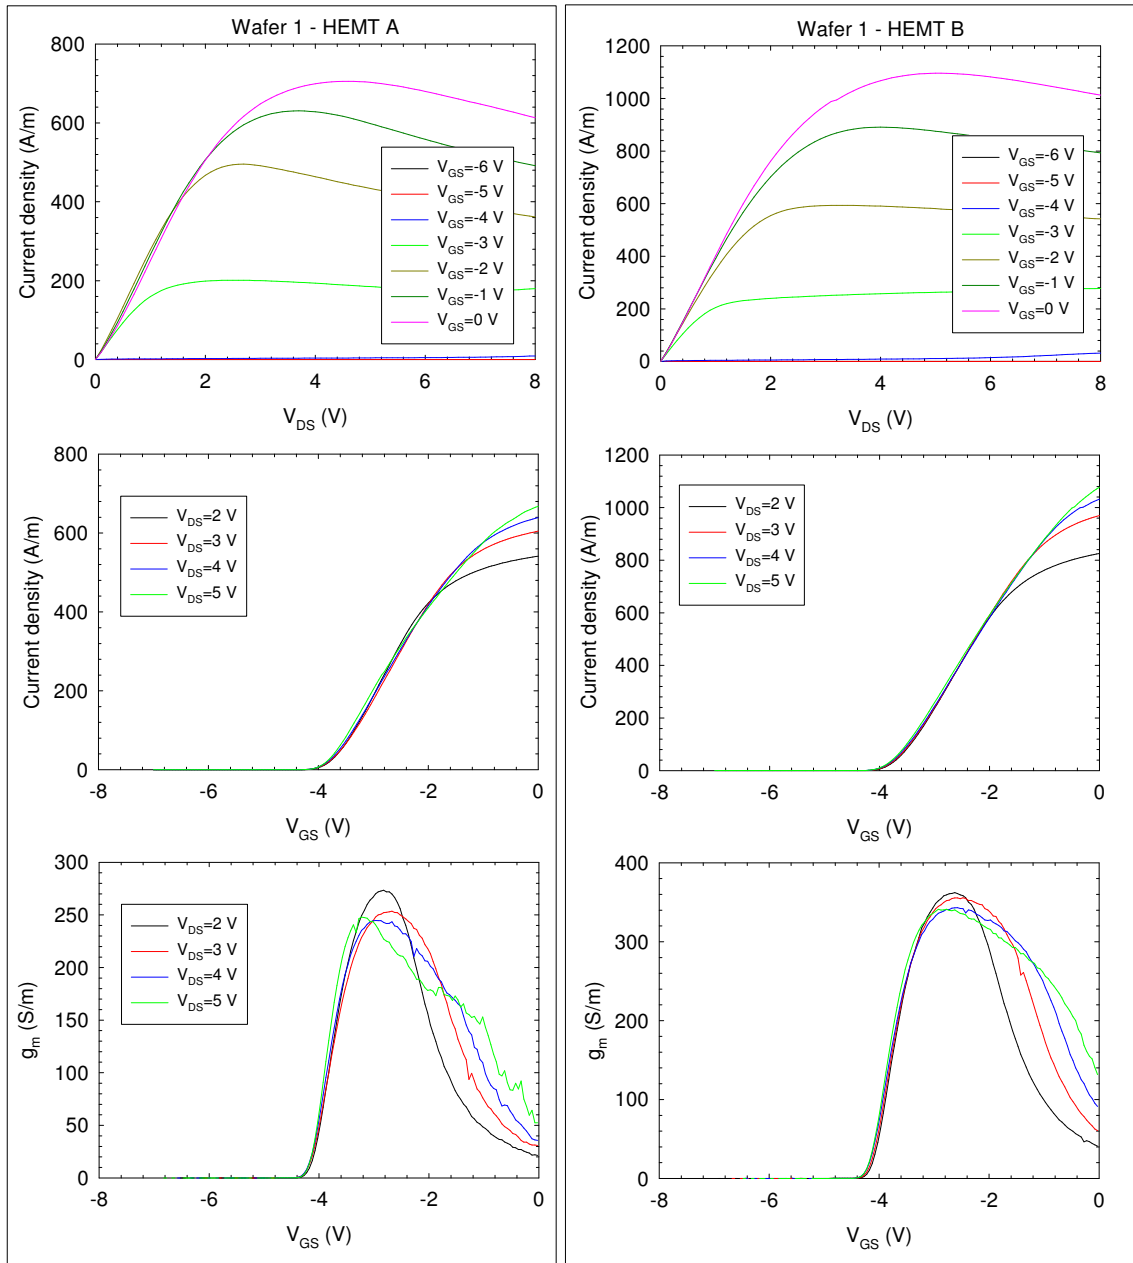 Wafer 1 - HEMT A
800
600
400
200
0
Current density (A/m)
V_GS=-6 V
V_GS=-5 V
V_GS=-4 V
V_GS=-3 V
V_GS=-2 V
V_GS=-1 V
V_GS=0 V
0 2 4 6 8
V_DS (V)
Wafer 1 - HEMT B
1200
1000
800
600
400
200
0
Current density (A/m)
V_GS=-6 V
V_GS=-5 V
V_GS=-4 V
V_GS=-3 V
V_GS=-2 V
V_GS=-1 V
V_GS=0 V
0 2 4 6 8
V_DS (V)
800
600
400
200
0
Current density (A/m)
V_DS=2 V
V_DS=3 V
V_DS=4 V
V_DS=5 V
-8 -6 -4 -2 0
V_GS (V)
1200
1000
800
600
400
200
0
Current density (A/m)
V_DS=2 V
V_DS=3 V
V_DS=4 V
V_DS=5 V
-8 -6 -4 -2 0
V_GS (V)
300
250
200
150
100
50
0
g_m (S/m)
V_DS=2 V
V_DS=3 V
V_DS=4 V
V_DS=5 V
-8 -6 -4 -2 0
V_GS (V)
400
300
200
100
0
g_m (S/m)
-8 -6 -4 -2 0
V_GS (V)